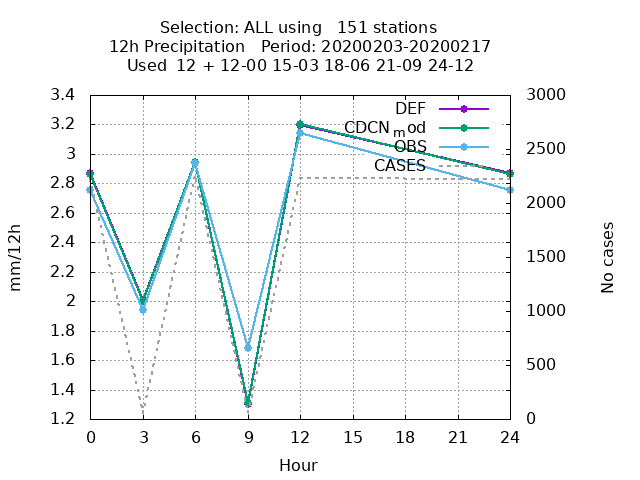 Selection: ALL using   151 stations
12h Precipitation   Period: 20200203-20200217
Used  12 + 12-00 15-03 18-06 21-09 24-12
3.4
3.2
3
2.8
2.6
2.4
2.2
2
1.8
1.6
1.4
1.2
mm/12h
3000
2500
2000
1500
1000
500
0
No cases
DEF
CDCN_mod
OBS
CASES
0 3 6 9 12 15 18 21 24
Hour